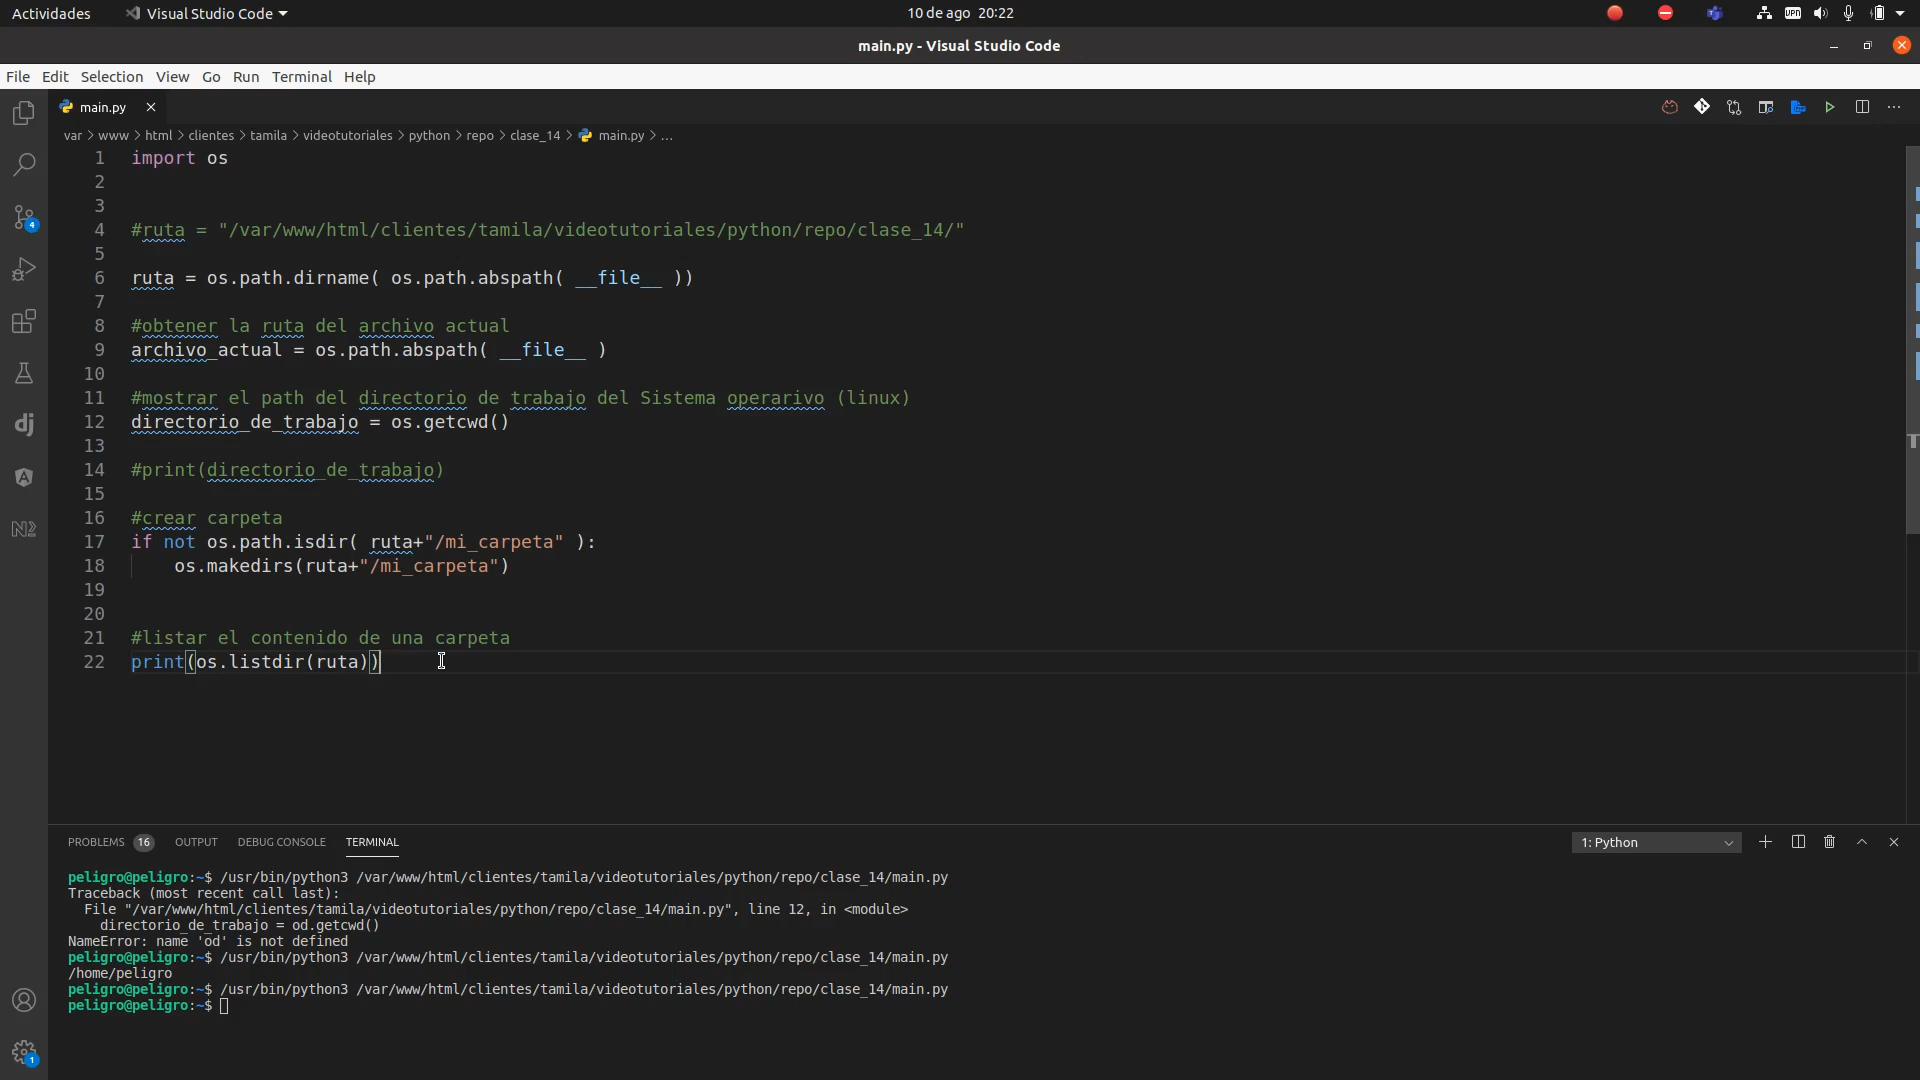 Actividades Visual Studio Code 10 de ago 20:22 VPN
main.py - Visual Studio Code
File Edit Selection View Go Run Terminal Help
main.py
var > www > html > clientes > tamila > videotutoriales > python > repo > clase_14 > main.py > ...
1 import os
2
3
4 #ruta = "/var/www/html/clientes/tamila/videotutoriales/python/repo/clase_14/"
5
6 ruta = os.path.dirname( os.path.abspath( __file__ ))
7
8 #obtener la ruta del archivo actual
9 archivo_actual = os.path.abspath( __file__ )
10
11 #mostrar el path del directorio de trabajo del Sistema operarivo (linux)
12 directorio_de_trabajo = os.getcwd()
13
14 #print(directorio_de_trabajo)
15
16 #crear carpeta
17 if not os.path.isdir( ruta+"/mi_carpeta" ):
18 os.makedirs(ruta+"/mi_carpeta")
19
20
21 #listar el contenido de una carpeta
22 print(os.listdir(ruta))
4
dj
A
N2
1
PROBLEMS 16 OUTPUT DEBUG CONSOLE TERMINAL 1: Python
peligro@peligro:~$ /usr/bin/python3 /var/www/html/clientes/tamila/videotutoriales/python/repo/clase_14/main.py
Traceback (most recent call last):
File "/var/www/html/clientes/tamila/videotutoriales/python/repo/clase_14/main.py", line 12, in <module>
directorio_de_trabajo = od.getcwd()
NameError: name 'od' is not defined
peligro@peligro:~$ /usr/bin/python3 /var/www/html/clientes/tamila/videotutoriales/python/repo/clase_14/main.py
/home/peligro
peligro@peligro:~$ /usr/bin/python3 /var/www/html/clientes/tamila/videotutoriales/python/repo/clase_14/main.py
peligro@peligro:~$